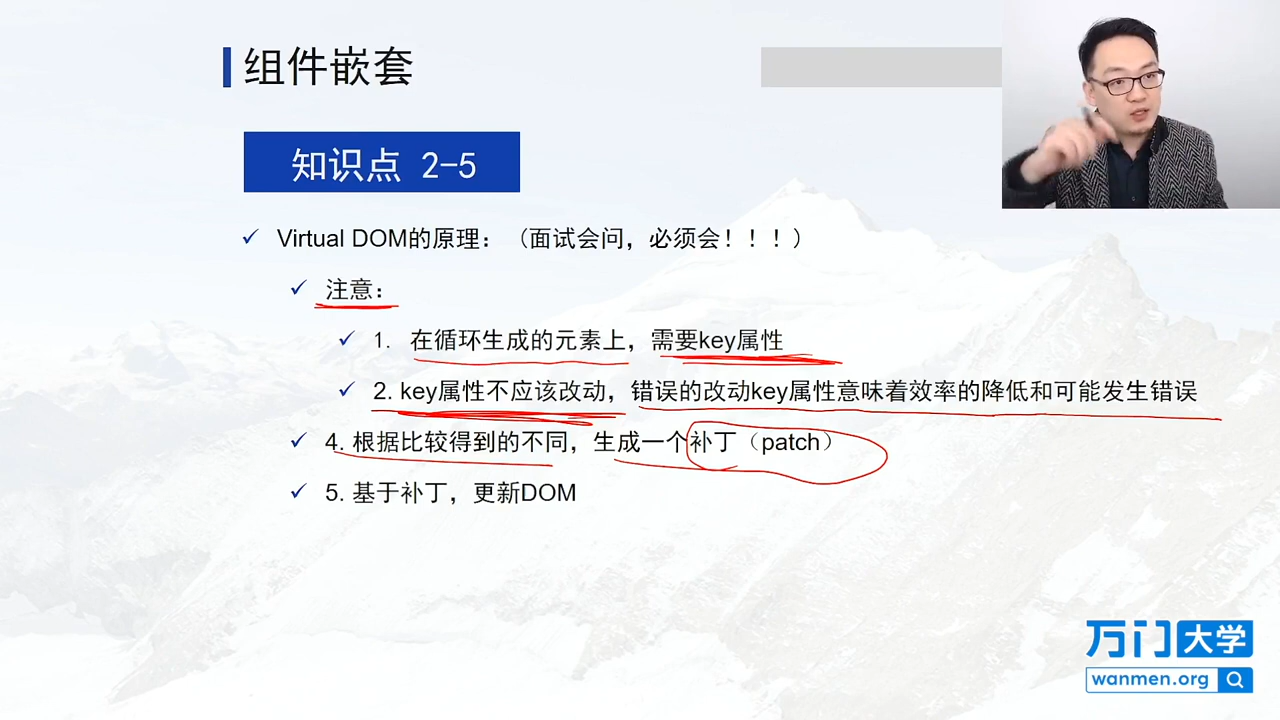 组件嵌套
知识点 2-5
Virtual DOM的原理：（面试会问，必须会！！！）
注意：
1. 在循环生成的元素上，需要key属性
2. key属性不应该改动，错误的改动key属性意味着效率的降低和可能发生错误
4. 根据比较得到的不同，生成一个补丁（patch）
5. 基于补丁，更新DOM
万门大学
wanmen.org